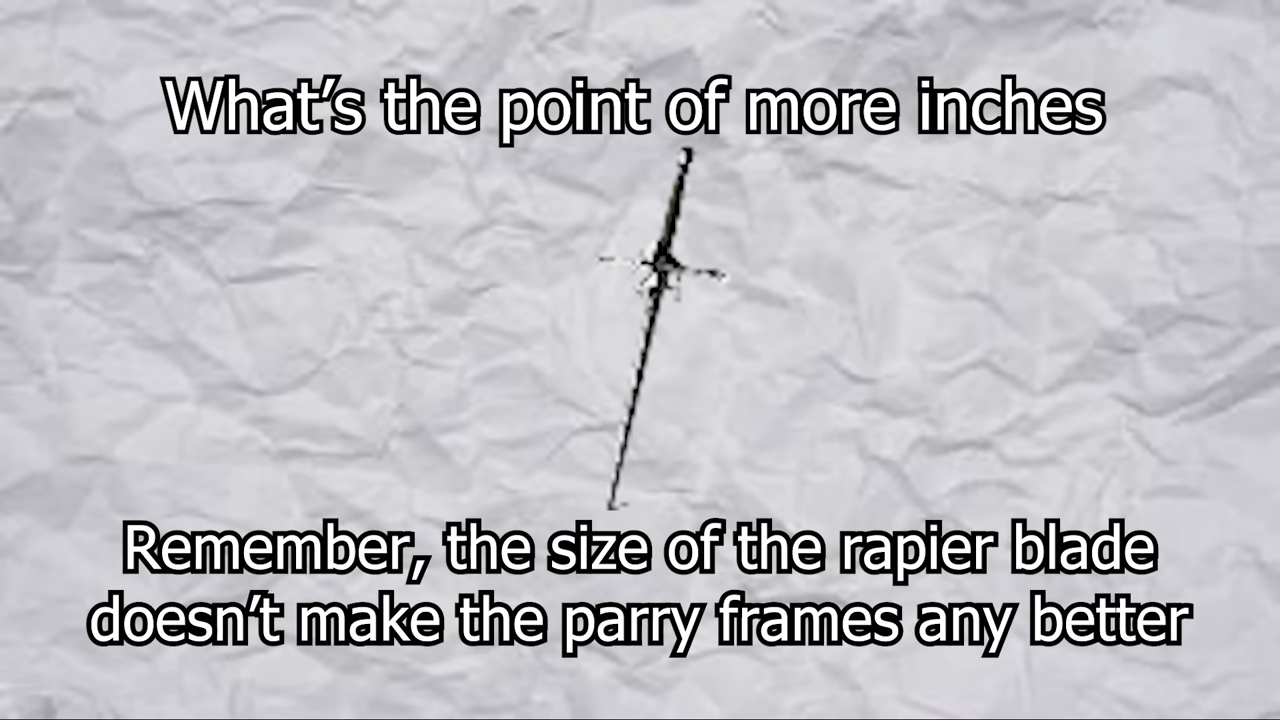 What’s the point of more inches
Remember, the size of the rapier blade
doesn’t make the parry frames any better